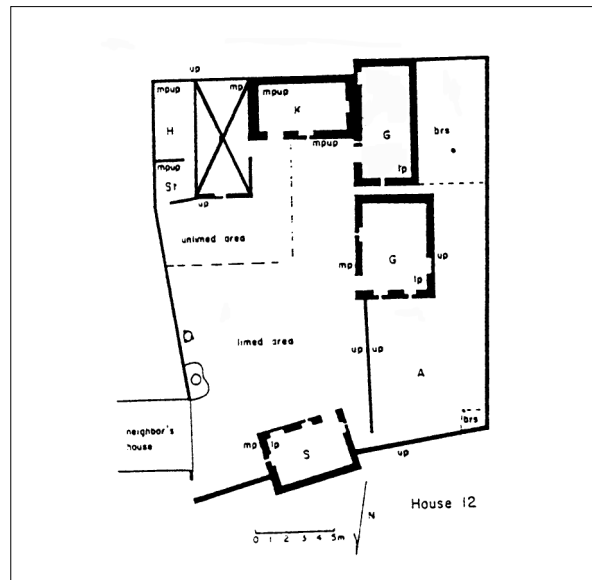 up
mpup
mp
mpup
K
H
G
brs
mpup
mpup
lp
St
up
unlimed area
mp
G
up
lp
limed area
up
up
A
neighbor's
house
mp
lp
S
brs
up
House 12
N
0 1 2 3 4 5m